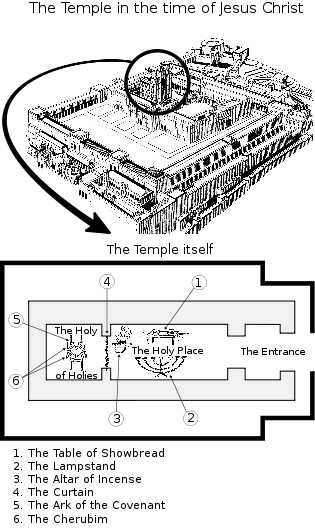 The Temple in the time of Jesus Christ
The Temple itself
4
1
5
The Holy
The Holy Place
The Entrance
6
of Holies
3
2
1. The Table of Showbread
2. The Lampstand
3. The Altar of Incense
4. The Curtain
5. The Ark of the Covenant
6. The Cherubim